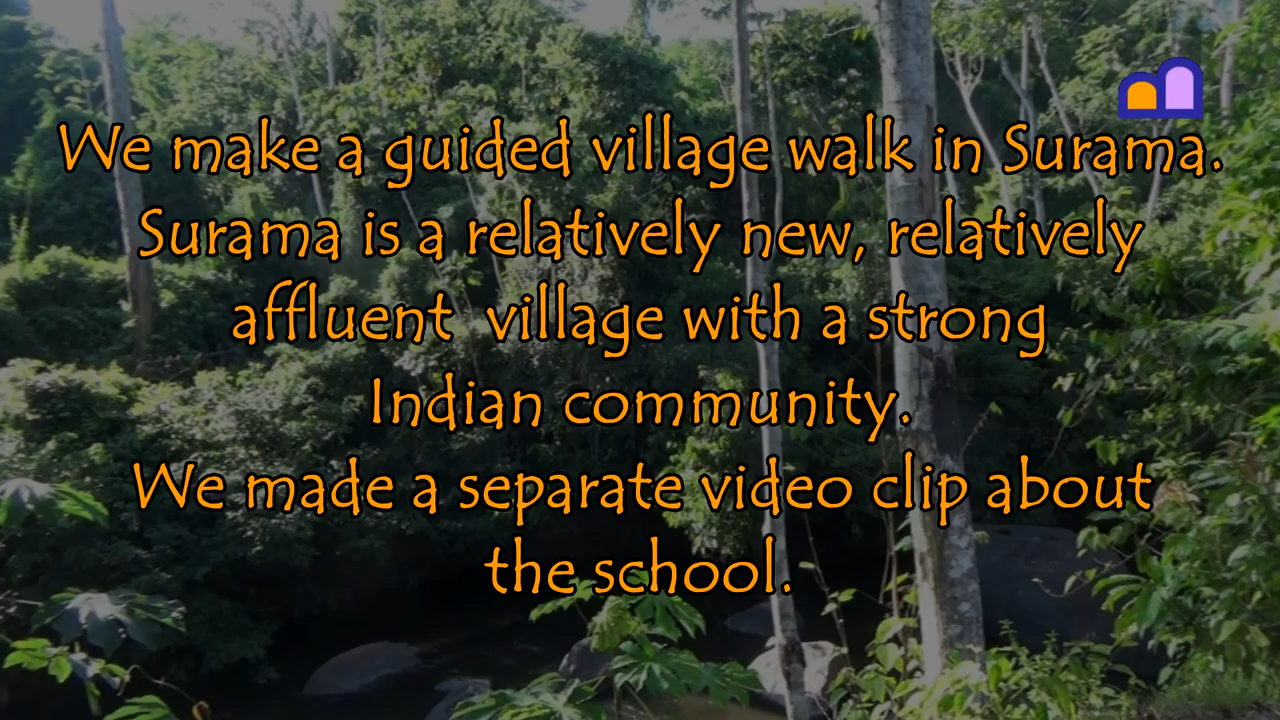 We make a guided village walk in Surama.
Surama is a relatively new, relatively
affluent  village with a strong
Indian community.
We made a separate video clip about
the school.